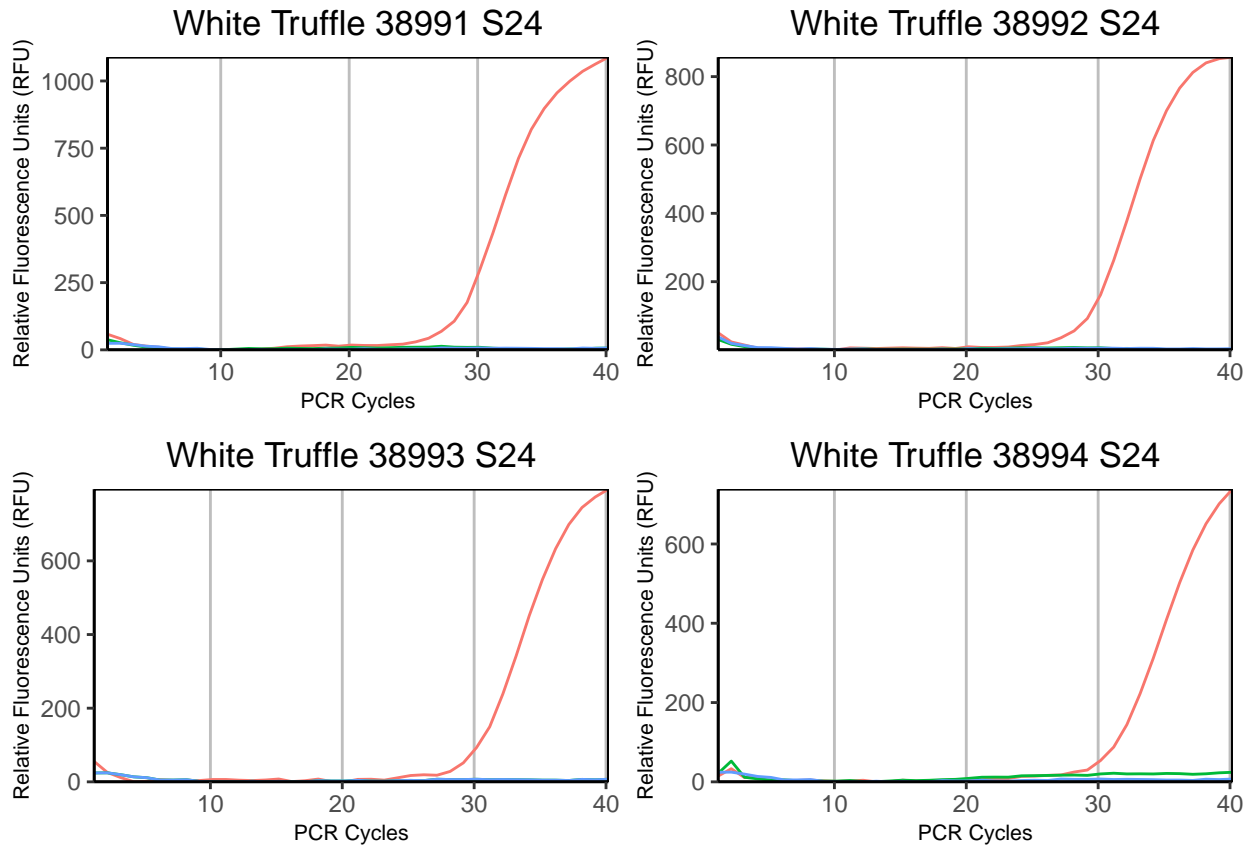 White Truffle 38991 S24
Relative Fluorescence Units (RFU)
1000
750
500
250
0
10
20
30
40
PCR Cycles
White Truffle 38992 S24
Relative Fluorescence Units (RFU)
800
600
400
200
10
20
30
40
PCR Cycles
White Truffle 38993 S24
Relative Fluorescence Units (RFU)
600
400
200
0
10
20
30
40
PCR Cycles
White Truffle 38994 S24
Relative Fluorescence Units (RFU)
600
400
200
0
10
20
30
40
PCR Cycles